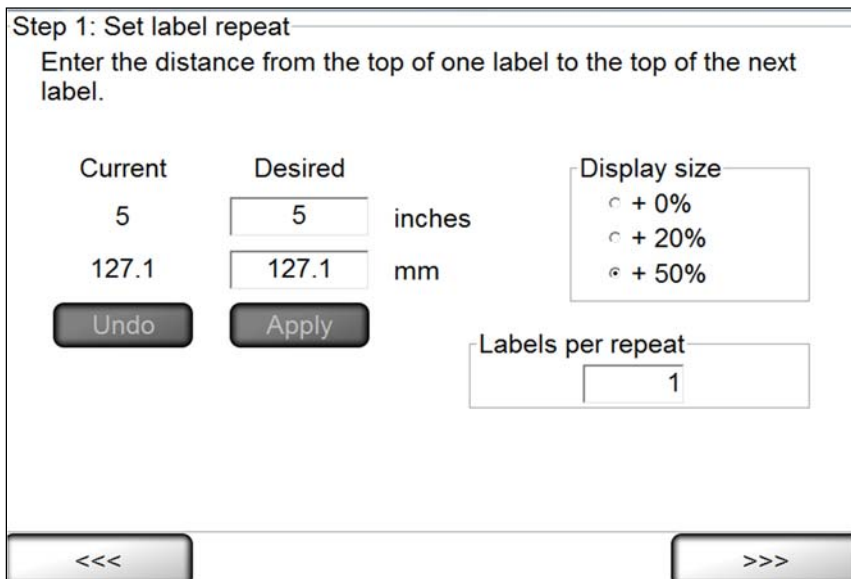 Step 1: Set label repeat
Enter the distance from the top of one label to the top of the next
label.
Current Desired
5 5 inches
127.1 127.1 mm
Undo Apply
Display size
+ 0%
+ 20%
+ 50%
Labels per repeat
1
<<< >>>